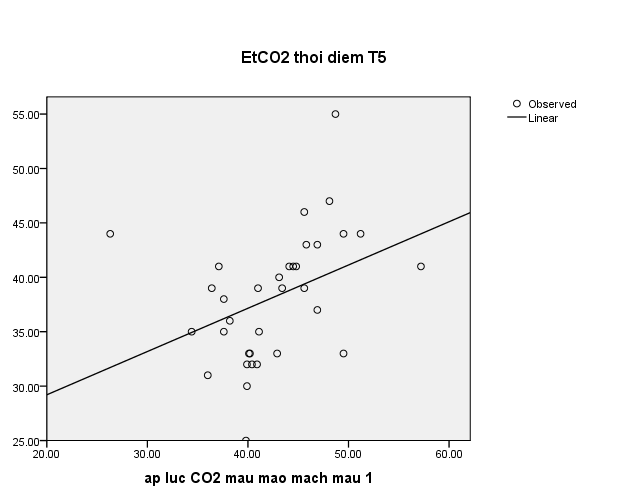 EtCO2 thoi diem T5
Observed
Linear
55.00
50.00
45.00
40.00
35.00
30.00
25.00
20.00 30.00 40.00 50.00 60.00
ap luc CO2 mau mao mach mau 1